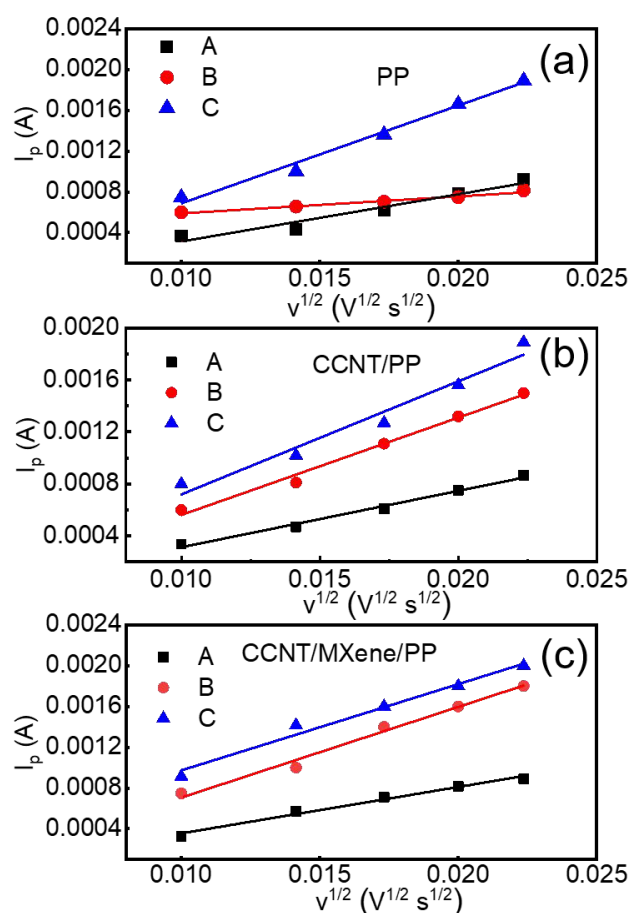 (a)
PP
A
B
C
I_p (A)
0.0024
0.0016
0.0008
0.0004
0.010 0.015 0.020 0.025
v^1/2 (V^1/2 s^1/2)
(b)
CCNT/PP
A
B
C
I_p (A)
0.0020
0.0016
0.0012
0.0008
0.0004
0.010 0.015 0.020 0.025
v^1/2 (V^1/2 s^1/2)
(c)
CCNT/MXene/PP
A
B
C
I_p (A)
0.0024
0.0020
0.0016
0.0012
0.0008
0.0004
0.010 0.015 0.020 0.025
v^1/2 (V^1/2 s^1/2)